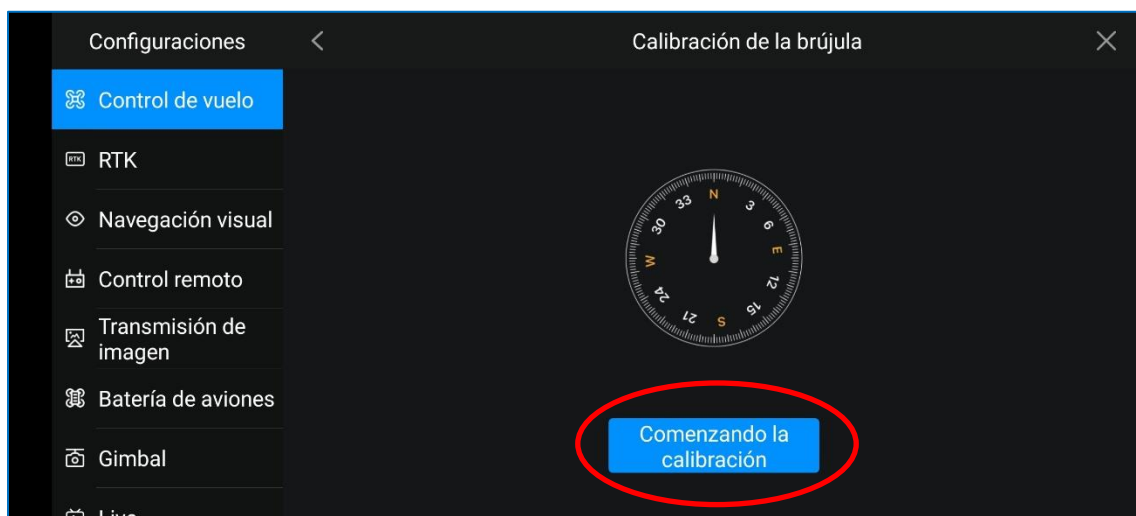 Configuraciones
Calibración de la brújula
Control de vuelo
RTK
RTK
Navegación visual
Control remoto
Transmisión de
imagen
Batería de aviones
Gimbal
N
3
6
E
12
15
S
21
24
W
30
33
Comenzando la
calibración